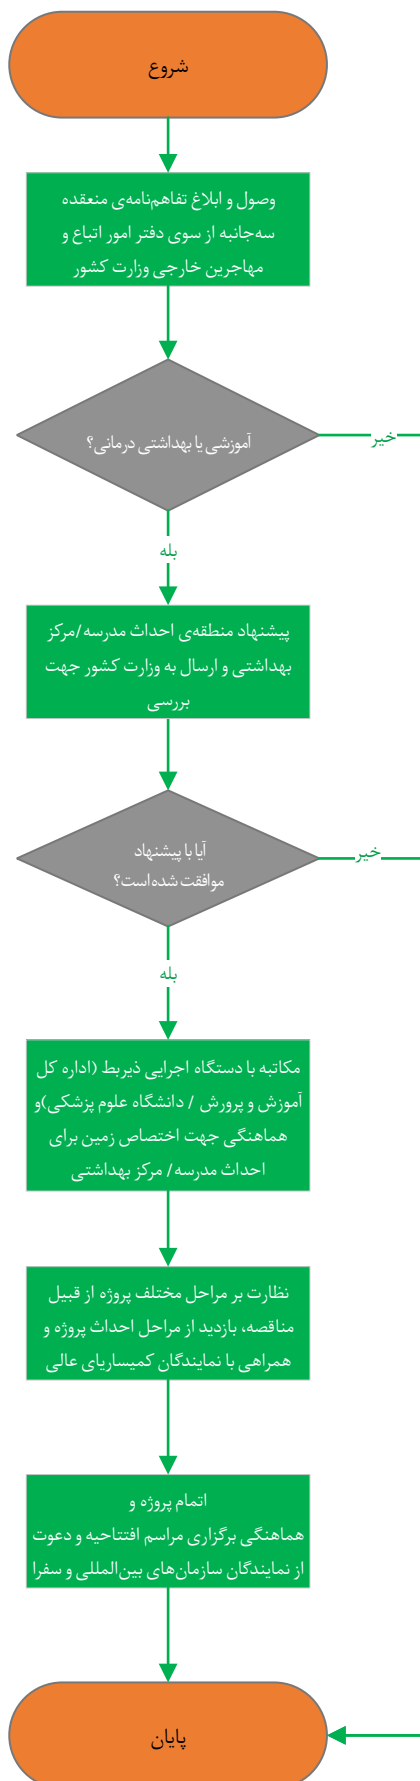 شروع
وصول و ابلاغ تفاهم‌نامه‌ی منعقده
سه‌جانبه از سوی دفتر امور اتباع و
مهاجرین خارجی وزارت کشور
آموزشی یا بهداشتی درمانی؟
خیر
بله
پیشنهاد منطقه‌ی احداث مدرسه/مرکز
بهداشتی و ارسال به وزارت کشور جهت
بررسی
آیا با پیشنهاد
موافقت شده است؟
خیر
بله
مکاتبه با دستگاه اجرایی ذیربط (اداره کل
آموزش و پرورش / دانشگاه علوم پزشکی)و
هماهنگی جهت اختصاص زمین برای
احداث مدرسه/ مرکز بهداشتی
نظارت بر مراحل مختلف پروژه از قبیل
مناقصه، بازدید از مراحل احداث پروژه و
همراهی با نمایندگان کمیساریای عالی
اتمام پروژه و
هماهنگی برگزاری مراسم افتتاحیه و دعوت
از نمایندگان سازمان‌های بین‌المللی و سفرا
پایان